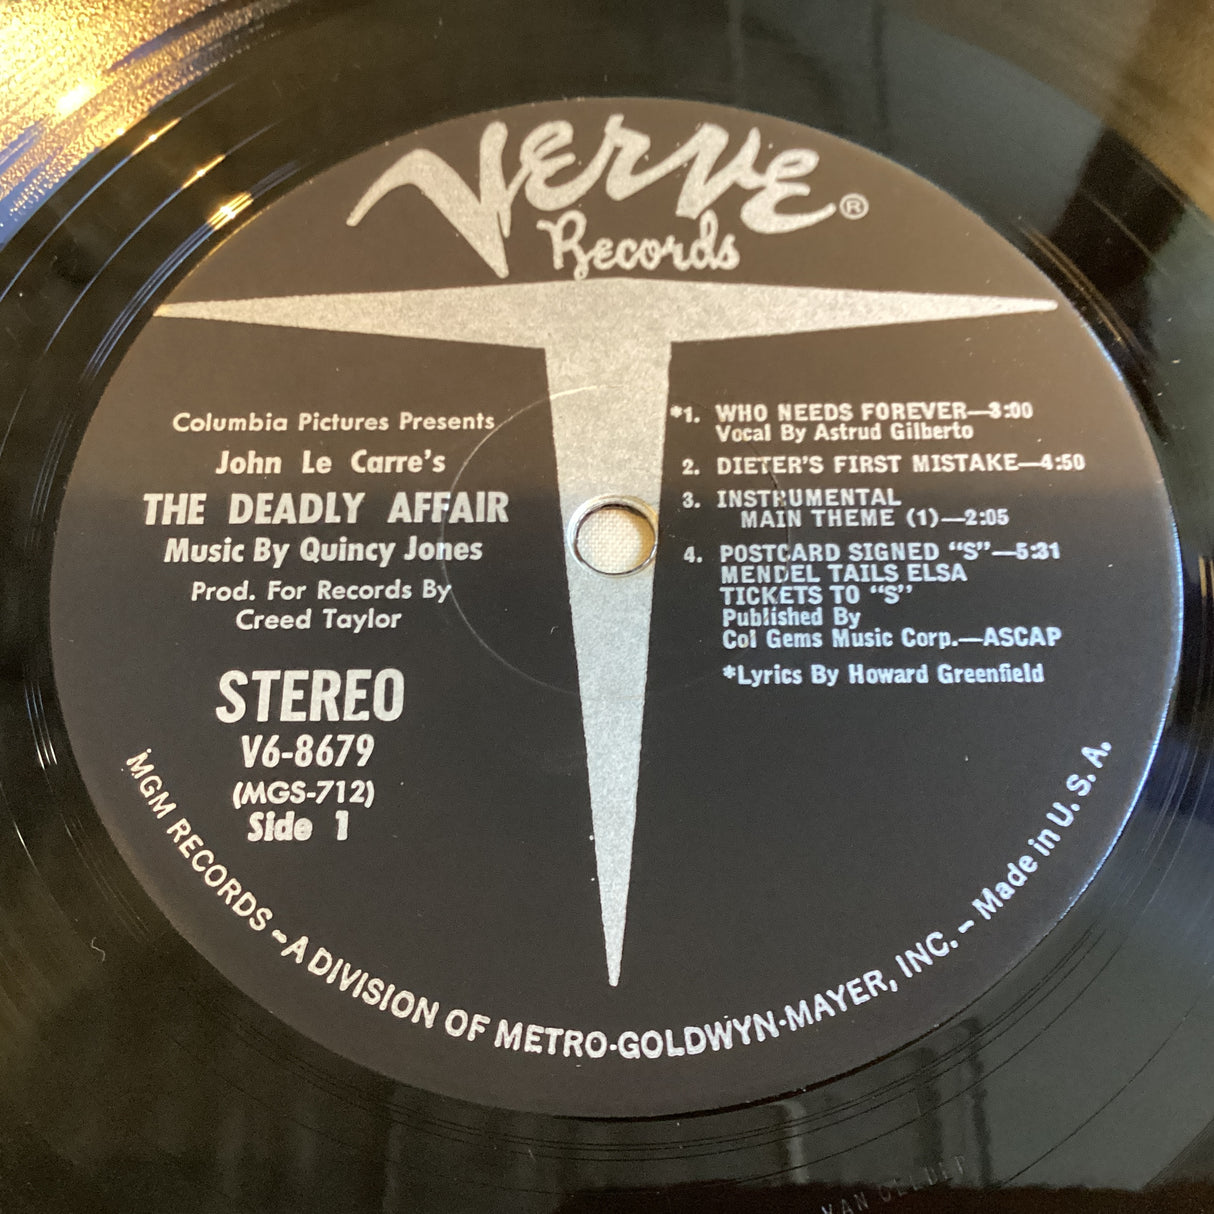 Verve ®
Records
Columbia Pictures Presents
John Le Carre's
THE DEADLY AFFAIR
Music By Quincy Jones
Prod. For Records By
Creed Taylor
STEREO
V6-8679
(MGS-712)
Side 1
*1. WHO NEEDS FOREVER—3:00
Vocal By Astrud Gilberto
2. DIETER'S FIRST MISTAKE—4:50
3. INSTRUMENTAL
MAIN THEME (1)—2:05
4. POSTCARD SIGNED “S”—5:31
MENDEL TAILS ELSA
TICKETS TO “S”
Published By
Col Gems Music Corp.—ASCAP
*Lyrics By Howard Greenfield
MGM RECORDS – A DIVISION OF METRO-GOLDWYN-MAYER, INC. – Made in U. S. A.
VAN GELDER